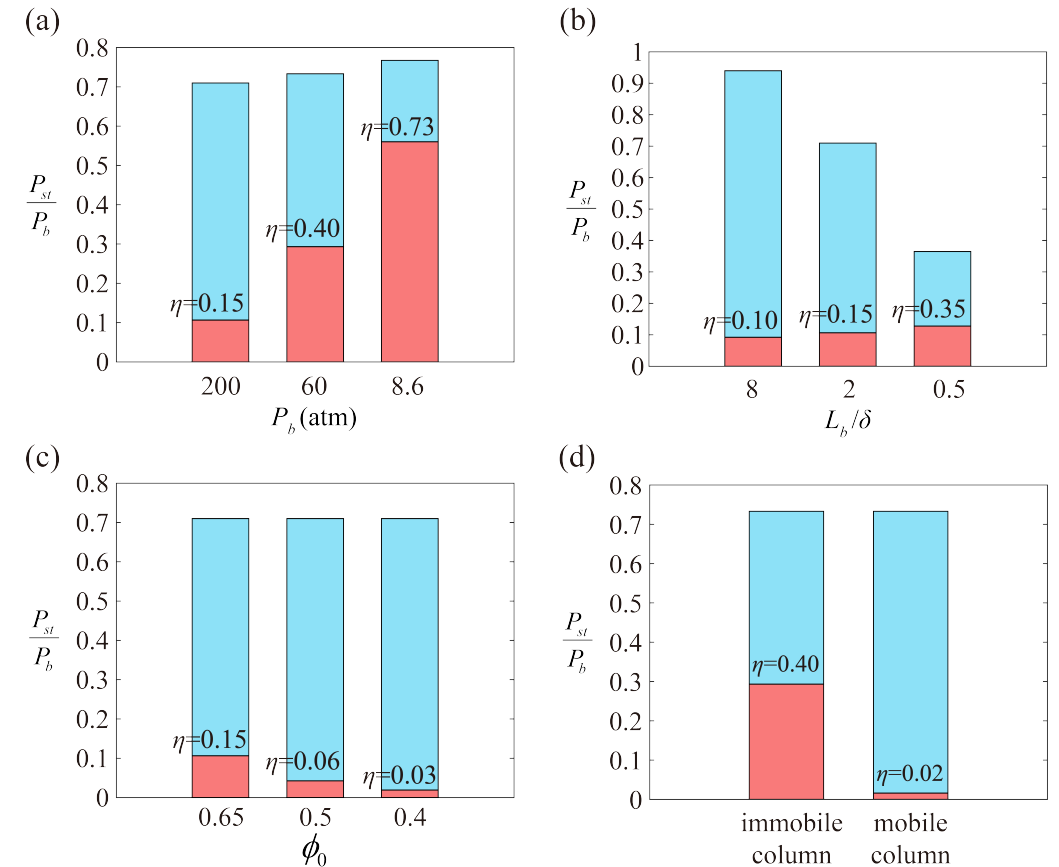 (a)
0.8
0.7
0.6
0.5
0.4
0.3
0.2
0.1
0
P_st
P_b
η=0.15
η=0.40
η=0.73
200 60 8.6
P_b (atm)
(b)
1
0.9
0.8
0.7
0.6
0.5
0.4
0.3
0.2
0.1
0
P_st
P_b
η=0.10
η=0.15
η=0.35
8 2 0.5
L_b/δ
(c)
0.8
0.7
0.6
0.5
0.4
0.3
0.2
0.1
0
P_st
P_b
η=0.15
η=0.06
η=0.03
0.65 0.5 0.4
ϕ_0
(d)
0.8
0.7
0.6
0.5
0.4
0.3
0.2
0.1
0
P_st
P_b
η=0.40
η=0.02
immobile mobile
column column